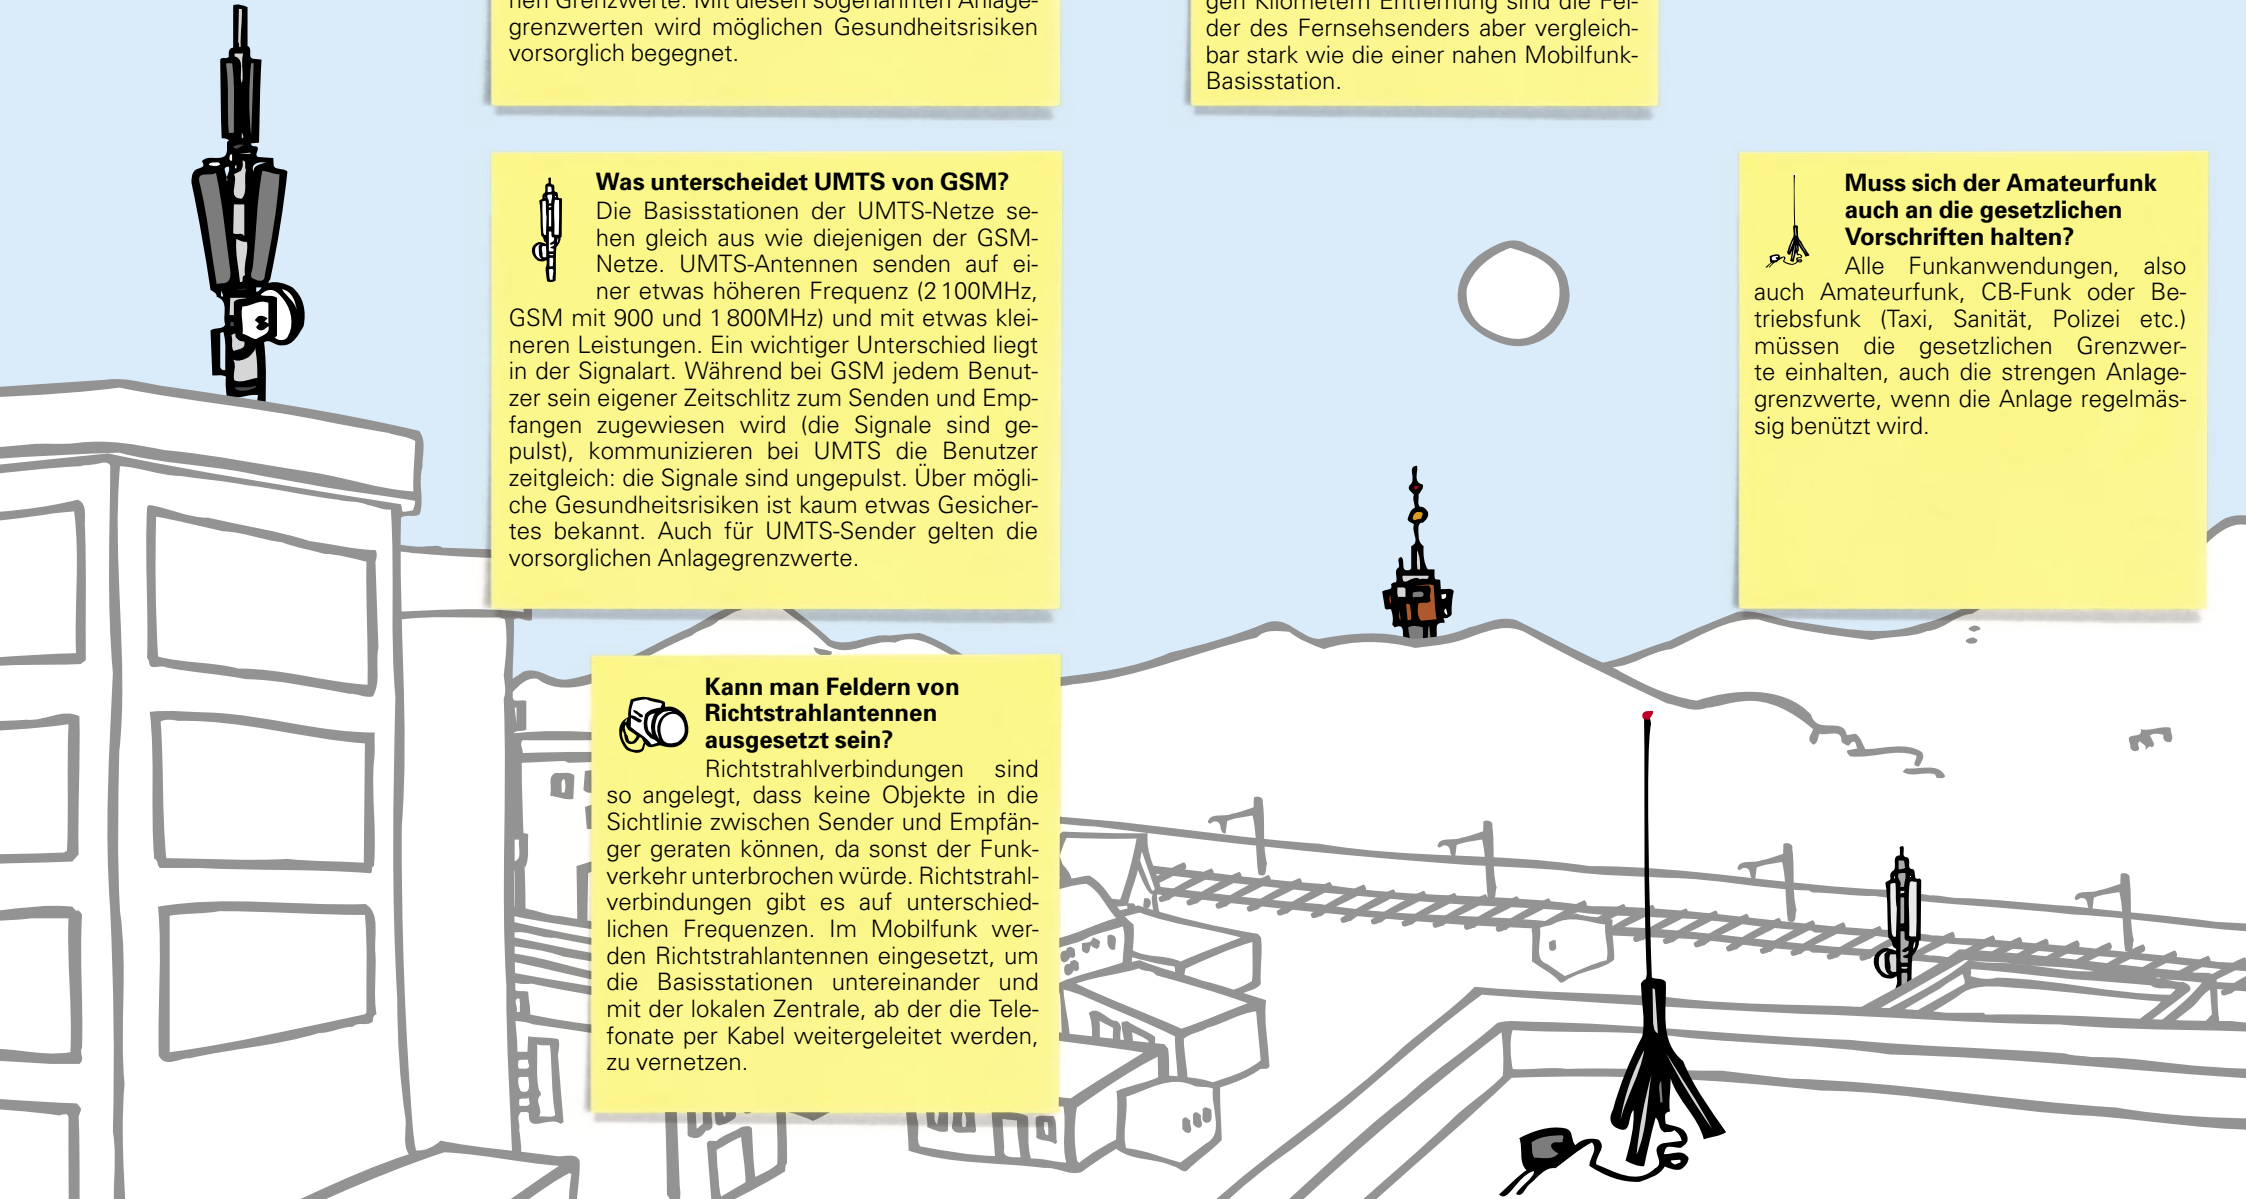 nen Grenzwerte. Mit diesen sogenannten Anlage-
grenzwerten wird möglichen Gesundheitsrisiken
vorsorglich begegnet.
gen Kilometern Entfernung sind die Fel-
der des Fernsehsenders aber vergleich-
bar stark wie die einer nahen Mobilfunk-
Basisstation.
Was unterscheidet UMTS von GSM?
Die Basisstationen der UMTS-Netze se-
hen gleich aus wie diejenigen der GSM-
Netze. UMTS-Antennen senden auf ei-
ner etwas höheren Frequenz (2 100MHz,
GSM mit 900 und 1 800MHz) und mit etwas klei-
neren Leistungen. Ein wichtiger Unterschied liegt
in der Signalart. Während bei GSM jedem Benut-
zer sein eigener Zeitschlitz zum Senden und Emp-
fangen zugewiesen wird (die Signale sind ge-
pulst), kommunizieren bei UMTS die Benutzer
zeitgleich: die Signale sind ungepulst. Über mögli-
che Gesundheitsrisiken ist kaum etwas Gesicher-
tes bekannt. Auch für UMTS-Sender gelten die
vorsorglichen Anlagegrenzwerte.
Muss sich der Amateurfunk
auch an die gesetzlichen
Vorschriften halten?
Alle Funkanwendungen, also
auch Amateurfunk, CB-Funk oder Be-
triebsfunk (Taxi, Sanität, Polizei etc.)
müssen die gesetzlichen Grenzwer-
te einhalten, auch die strengen Anlage-
grenzwerte, wenn die Anlage regelmäs-
sig benützt wird.
Kann man Feldern von
Richtstrahlantennen
ausgesetzt sein?
Richtstrahlverbindungen sind
so angelegt, dass keine Objekte in die
Sichtlinie zwischen Sender und Empfän-
ger geraten können, da sonst der Funk-
verkehr unterbrochen würde. Richtstrahl-
verbindungen gibt es auf unterschied-
lichen Frequenzen. Im Mobilfunk wer-
den Richtstrahlantennen eingesetzt, um
die Basisstationen untereinander und
mit der lokalen Zentrale, ab der die Tele-
fonate per Kabel weitergeleitet werden,
zu vernetzen.